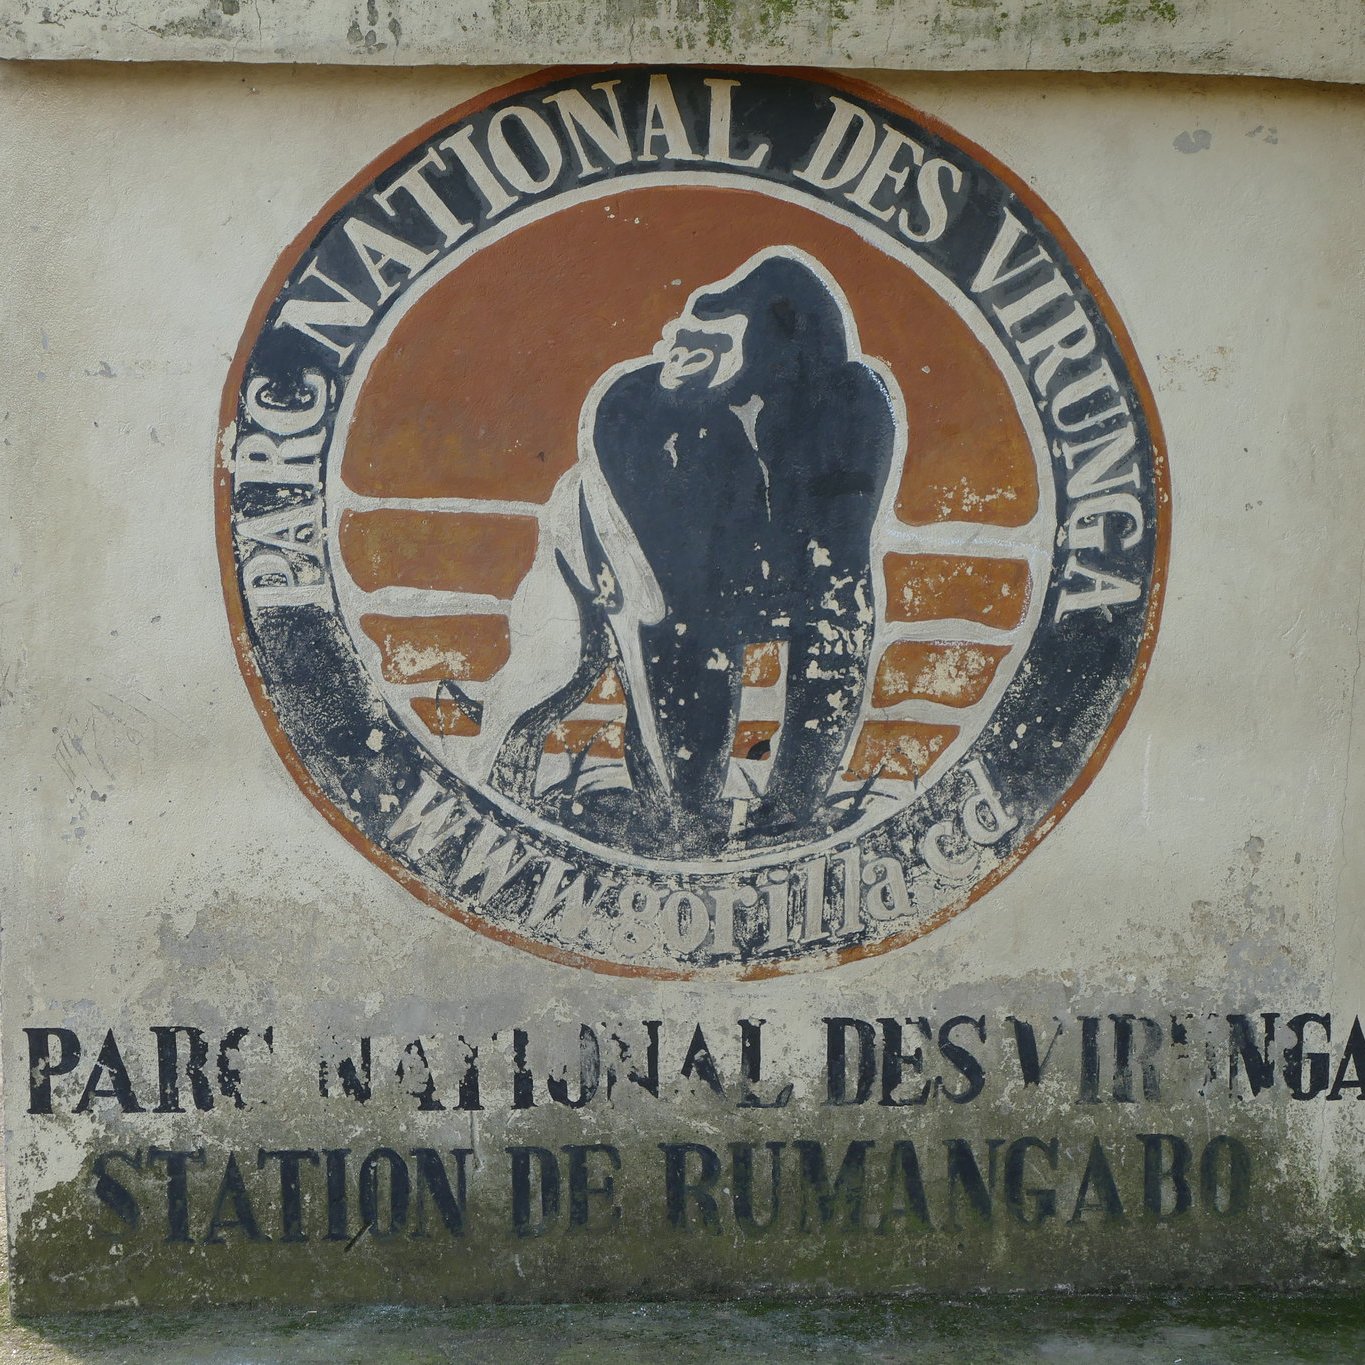 PARC NATIONAL DES VIRUNGA
www.gorilla.cd
PARC NATIONAL DES VIRUNGA
STATION DE RUMANGABO